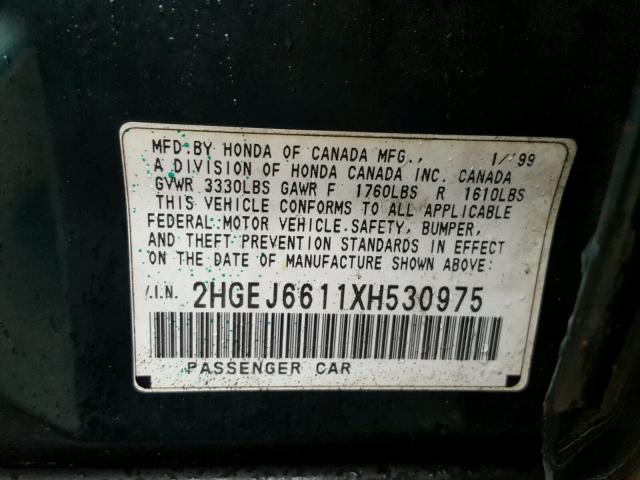 MFD.BY HONDA OF CANADA MFG., 1/'99
A DIVISION OF HONDA CANADA INC. CANADA
GVWR 3330LBS GAWR F 1760LBS R 1610LBS
THIS VEHICLE CONFORMS TO ALL APPLICABLE
FEDERAL MOTOR VEHICLE SAFETY, BUMPER,
AND THEFT PREVENTION STANDARDS IN EFFECT
ON THE DATE OF MANUFACTURE SHOWN ABOVE:
.I.N. 2HGEJ6611XH530975
PASSENGER CAR